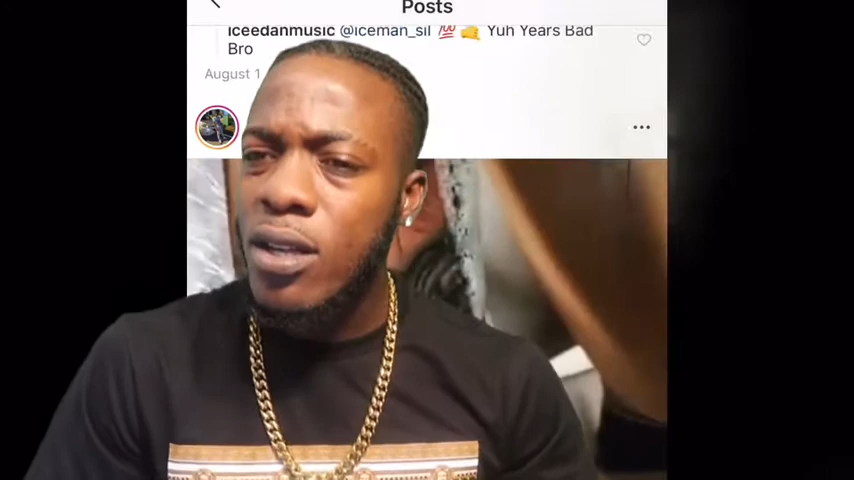 Posts
iceedanmusic @iceman_sil 💯 🤙 Yuh Years Bad
Bro
August 1